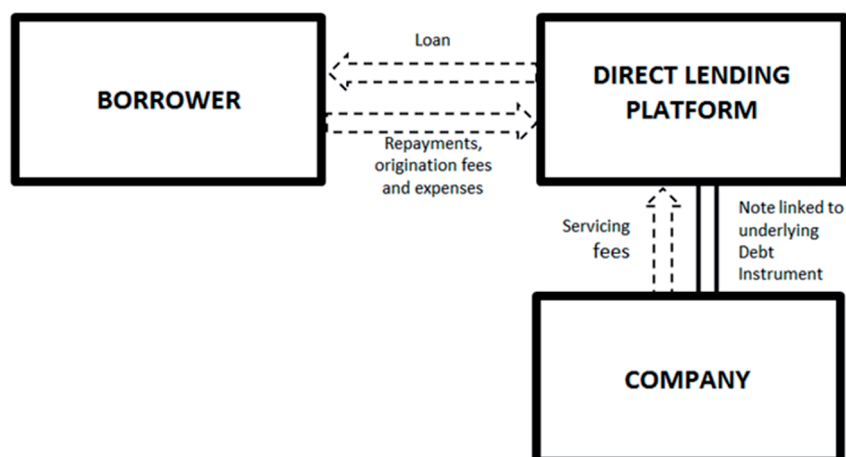 Loan
BORROWER
DIRECT LENDING
PLATFORM
Repayments,
origination fees
and expenses
Servicing
fees
Note linked to
underlying
Debt
Instrument
COMPANY